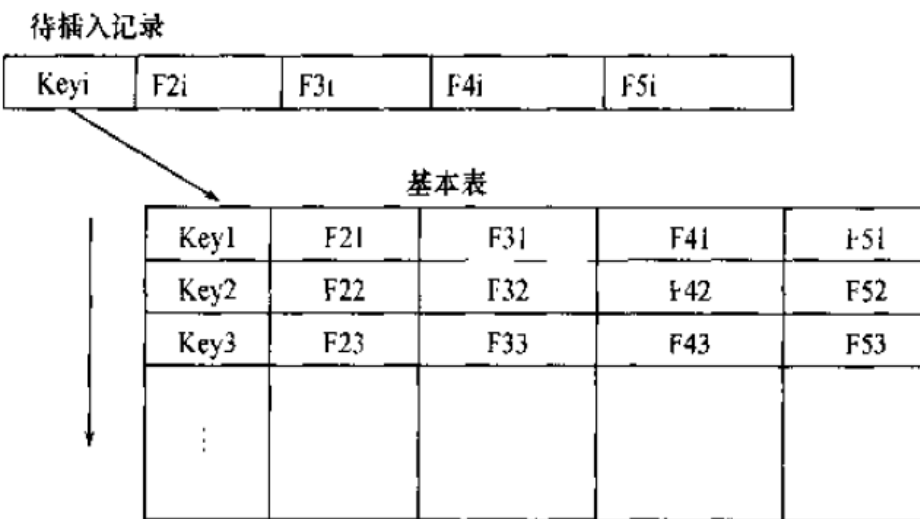 待插入记录
Keyi F2i F3i F4i F5i
基本表
Key1 F21 F31 F41 F51
Key2 F22 F32 F42 F52
Key3 F23 F33 F43 F53
⋮